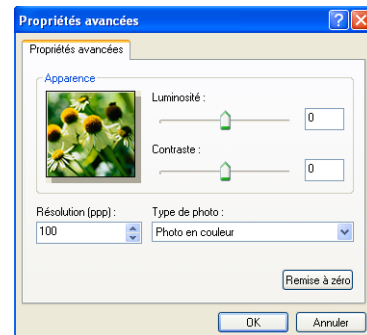 Propriétés avancées
Propriétés avancées
Apparence
Luminosité :
0
Contraste :
0
Résolution (ppp) :
Type de photo :
100
Photo en couleur
Remise à zéro
OK
Annuler